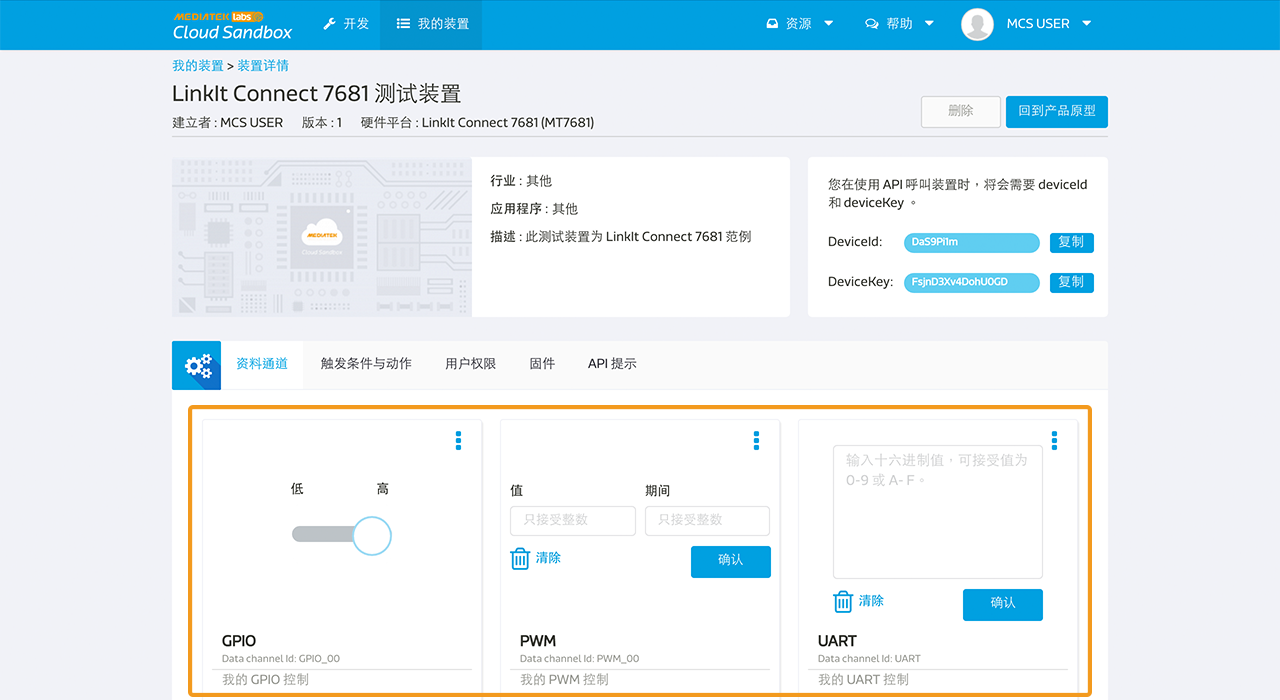 MEDIATEK labs
Cloud Sandbox
开发
我的装置
资源
帮助
MCS USER
我的装置 > 装置详情
LinkIt Connect 7681 测试装置
建立者 : MCS USER 版本 : 1 硬件平台 : LinkIt Connect 7681 (MT7681)
删除
回到产品原型
MEDIATEK
Cloud Sandbox
行业 : 其他
应用程序 : 其他
描述 : 此测试装置为 LinkIt Connect 7681 范例
您在使用 API 呼叫装置时，将会需要 deviceId
和 deviceKey 。
DeviceId: DaS9Pi1m 复制
DeviceKey: FsjnD3Xv4DohU0GD 复制
资料通道
触发条件与动作
用户权限
固件
API 提示
低 高
GPIO
Data channel Id: GPIO_00
我的 GPIO 控制
值 期间
只接受整数 只接受整数
清除 确认
PWM
Data channel Id: PWM_00
我的 PWM 控制
输入十六进制值，可接受值为
0-9 或 A- F 。
清除 确认
UART
Data channel Id: UART
我的 UART 控制